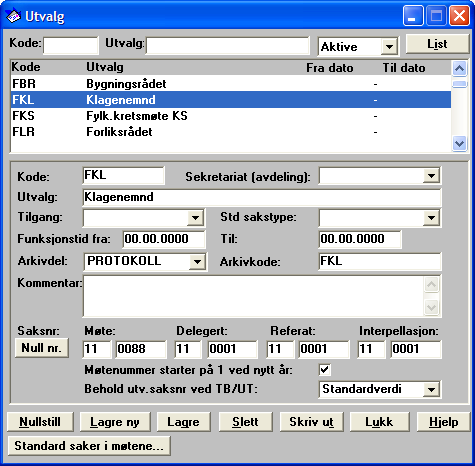 Utvalg
Kode: Utvalg: Aktive List
Kode Utvalg Fra dato Til dato
FBR Bygningsrådet -
FKL Klagenemnd -
FKS Fylk.kretsmøte KS -
FLR Forliksrådet -
Kode: FKL Sekretariat (avdeling):
Utvalg: Klagenemnd
Tilgang: Std sakstype:
Funksjonstid fra: 00.00.0000 Til: 00.00.0000
Arkivdel: PROTOKOLL Arkivkode: FKL
Kommentar:
Saksnr: Møte: Delegert: Referat: Interpellasjon:
Null nr. 11 0088 11 0001 11 0001 11 0001
Møtenummer starter på 1 ved nytt år:
Behold utv.saksnr ved TB/UT: Standardverdi
Nullstill Lagre ny Lagre Slett Skriv ut Lukk Hjelp
Standard saker i møtene...